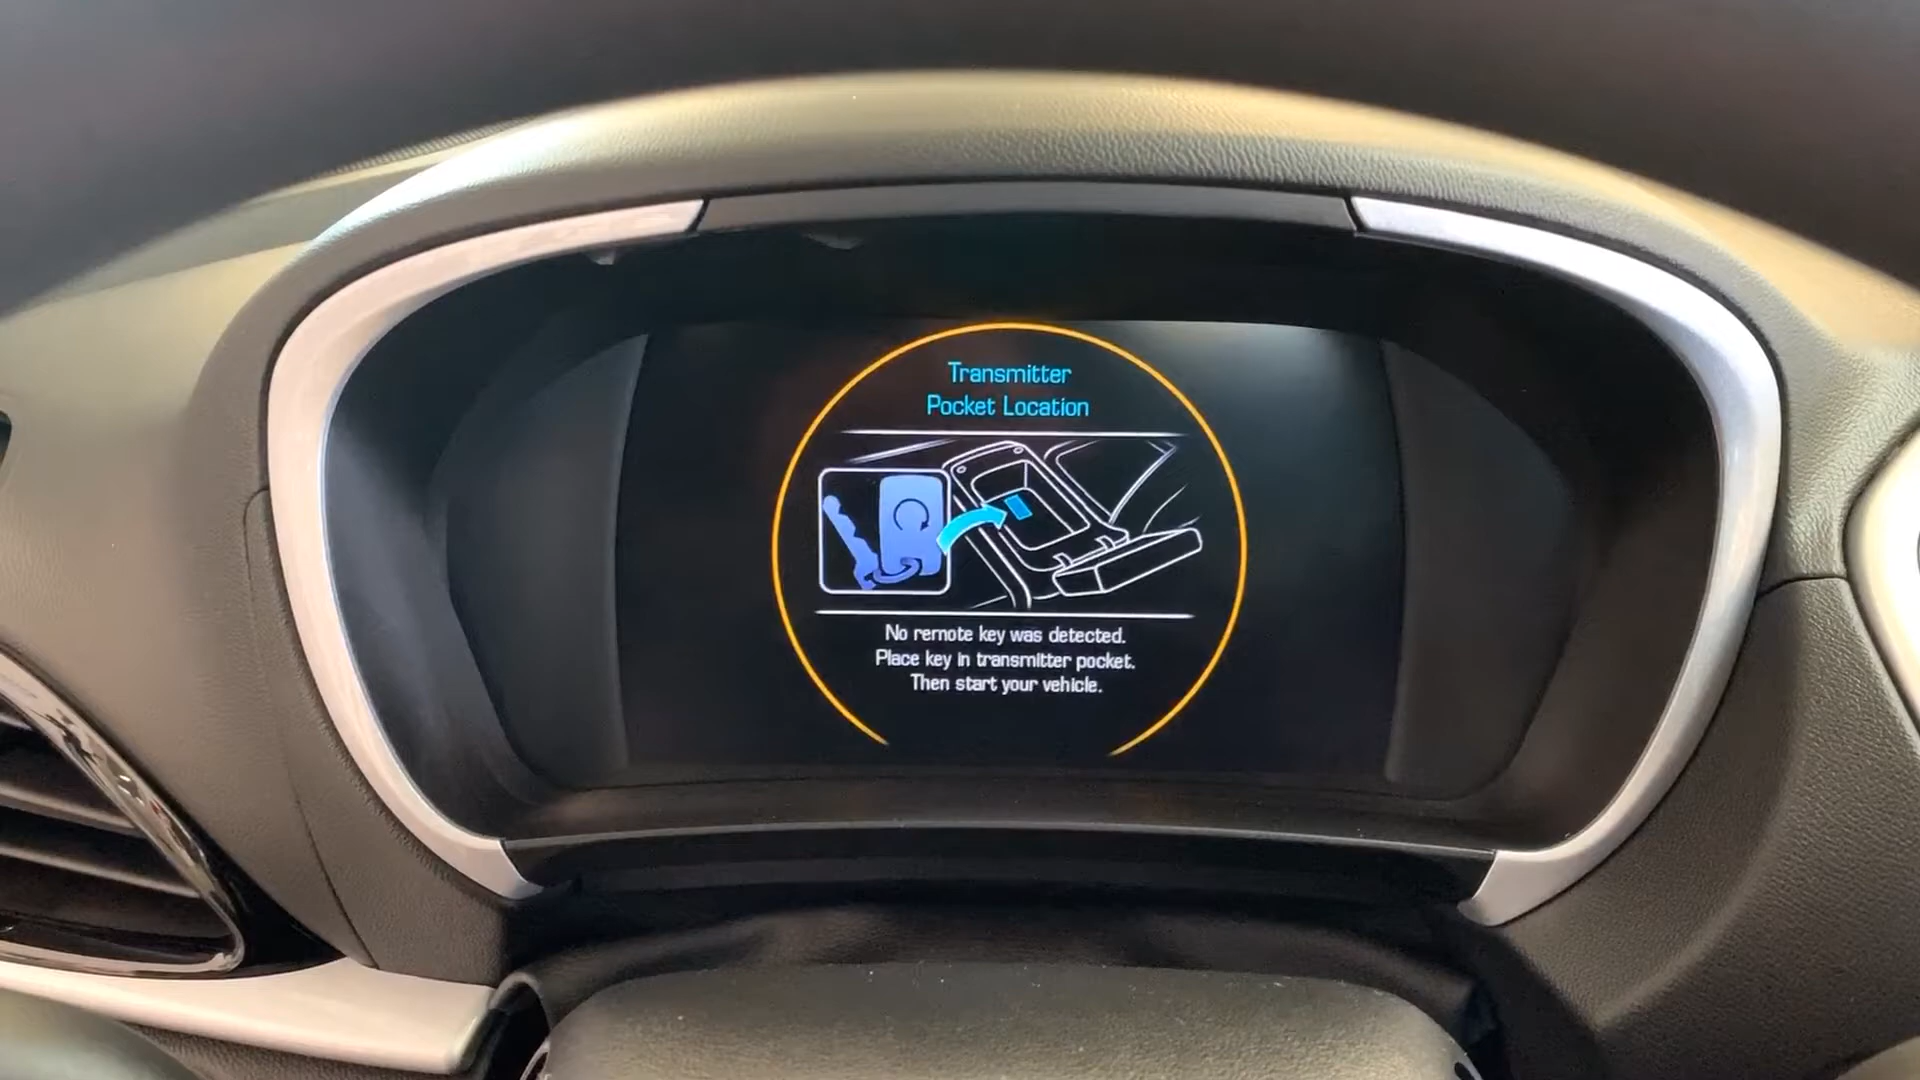 Transmitter
Pocket Location
No remote key was detected.
Place key in transmitter pocket.
Then start your vehicle.